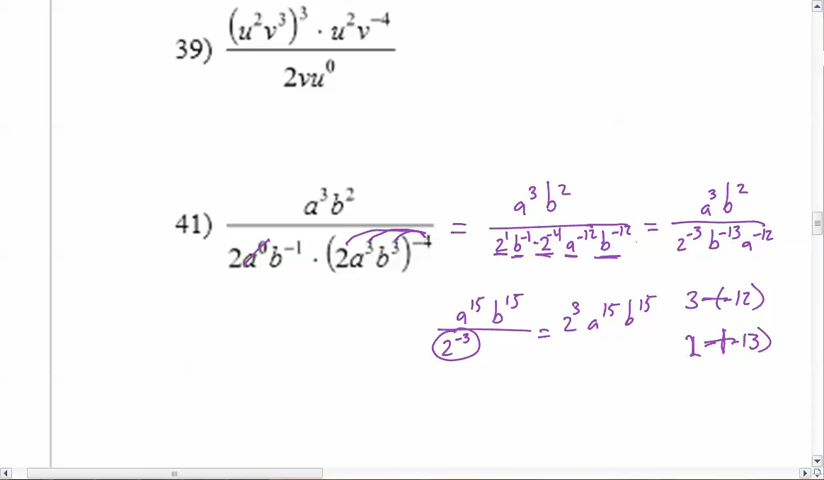 39) (u²v³)³ · u²v⁻⁴ / 2vu⁰
41) a³b² / 2a⁰b⁻¹ · (2a³b³)⁻⁴ = a³b² / 2¹b⁻¹·2⁻⁴a⁻¹²b⁻¹² = a³b² / 2⁻³b⁻¹³a⁻¹²
a¹⁵b¹⁵ / 2⁻³ = 2³a¹⁵b¹⁵
3-(-12)
2-(-13)